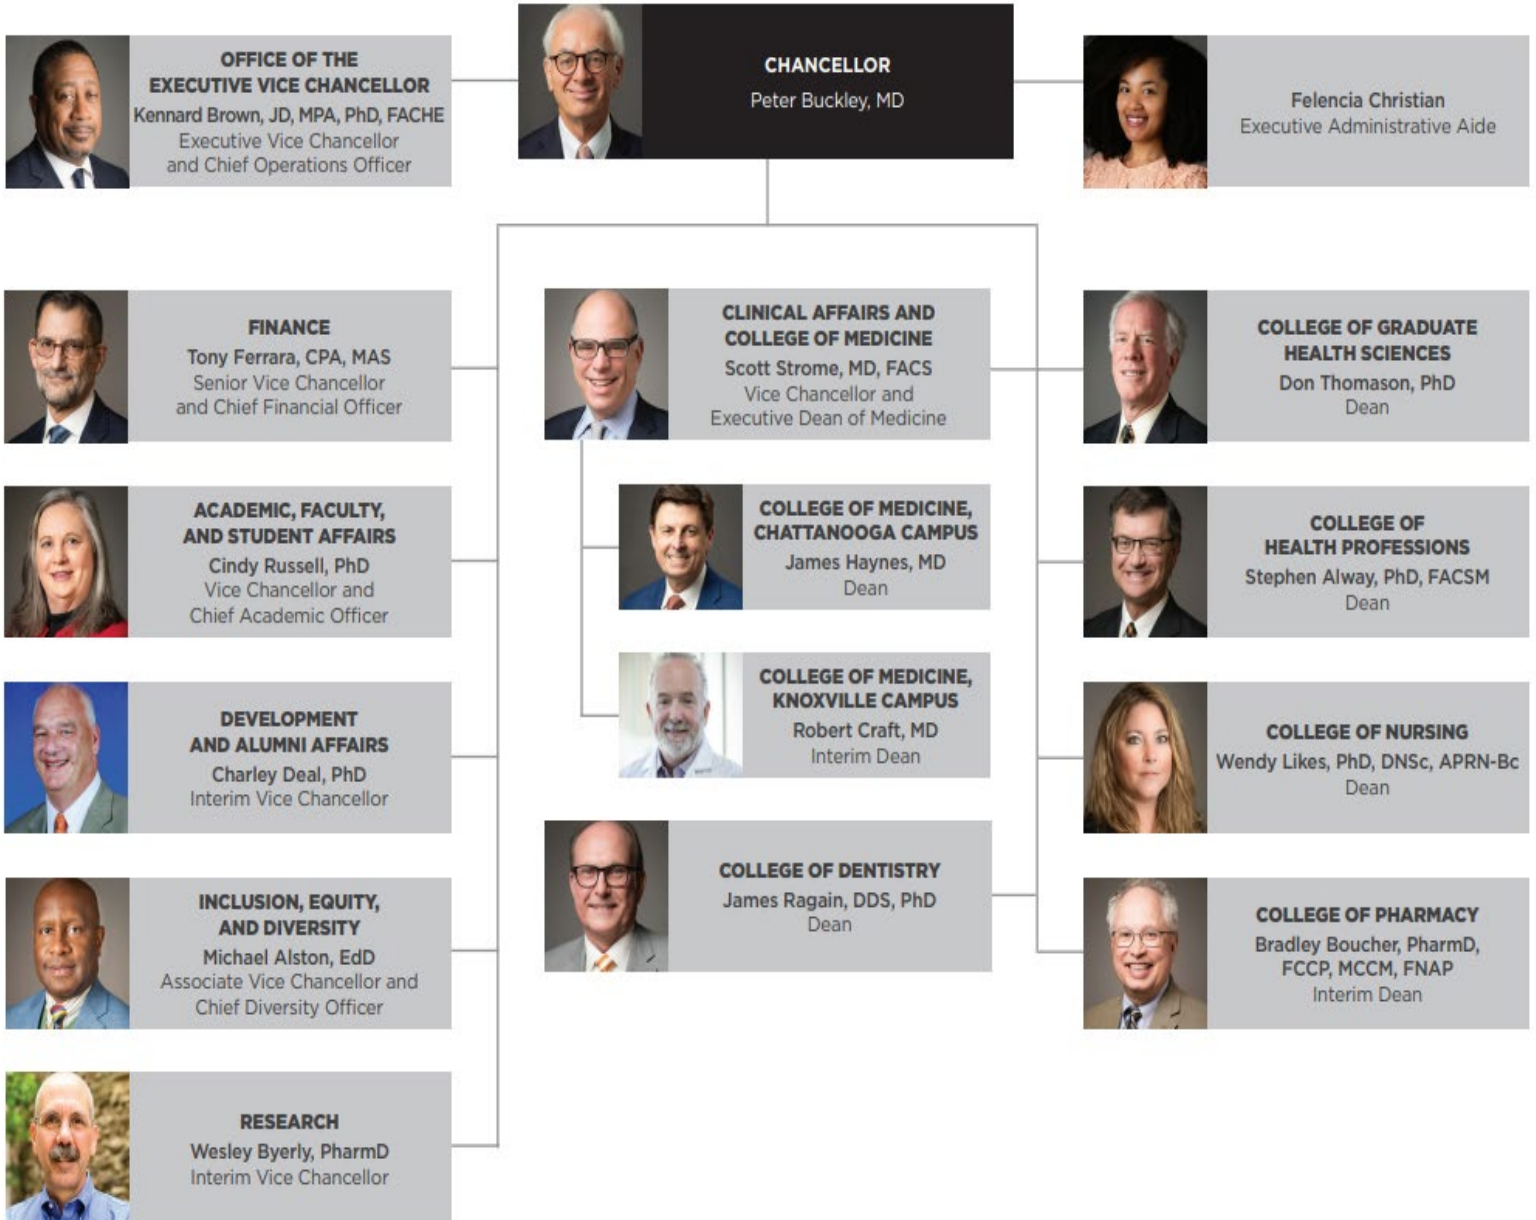 OFFICE OF THE
EXECUTIVE VICE CHANCELLOR
Kennard Brown, JD, MPA, PhD, FACHE
Executive Vice Chancellor
and Chief Operations Officer
CHANCELLOR
Peter Buckley, MD
Felencia Christian
Executive Administrative Aide
FINANCE
Tony Ferrara, CPA, MAS
Senior Vice Chancellor
and Chief Financial Officer
ACADEMIC, FACULTY,
AND STUDENT AFFAIRS
Cindy Russell, PhD
Vice Chancellor and
Chief Academic Officer
DEVELOPMENT
AND ALUMNI AFFAIRS
Charley Deal, PhD
Interim Vice Chancellor
INCLUSION, EQUITY,
AND DIVERSITY
Michael Alston, EdD
Associate Vice Chancellor and
Chief Diversity Officer
RESEARCH
Wesley Byerly, PharmD
Interim Vice Chancellor
CLINICAL AFFAIRS AND
COLLEGE OF MEDICINE
Scott Strome, MD, FACS
Vice Chancellor and
Executive Dean of Medicine
COLLEGE OF MEDICINE,
CHATTANOOGA CAMPUS
James Haynes, MD
Dean
COLLEGE OF MEDICINE,
KNOXVILLE CAMPUS
Robert Craft, MD
Interim Dean
COLLEGE OF DENTISTRY
James Ragain, DDS, PhD
Dean
COLLEGE OF GRADUATE
HEALTH SCIENCES
Don Thomason, PhD
Dean
COLLEGE OF
HEALTH PROFESSIONS
Stephen Alway, PhD, FACSM
Dean
COLLEGE OF NURSING
Wendy Likes, PhD, DNSc, APRN-Bc
Dean
COLLEGE OF PHARMACY
Bradley Boucher, PharmD,
FCCP, MCCM, FNAP
Interim Dean